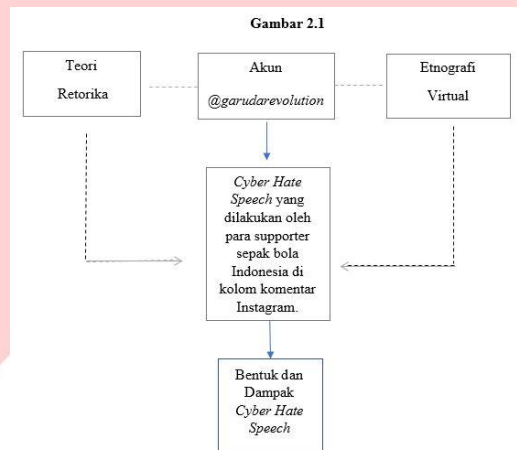 Gambar 2.1
Teori
Retorika
Akun
@garudarevolution
Etnografi
Virtual
Cyber Hate
Speech yang
dilakukan oleh
para supporter
sepak bola
Indonesia di
kolom komentar
Instagram.
Bentuk dan
Dampak
Cyber Hate
Speech